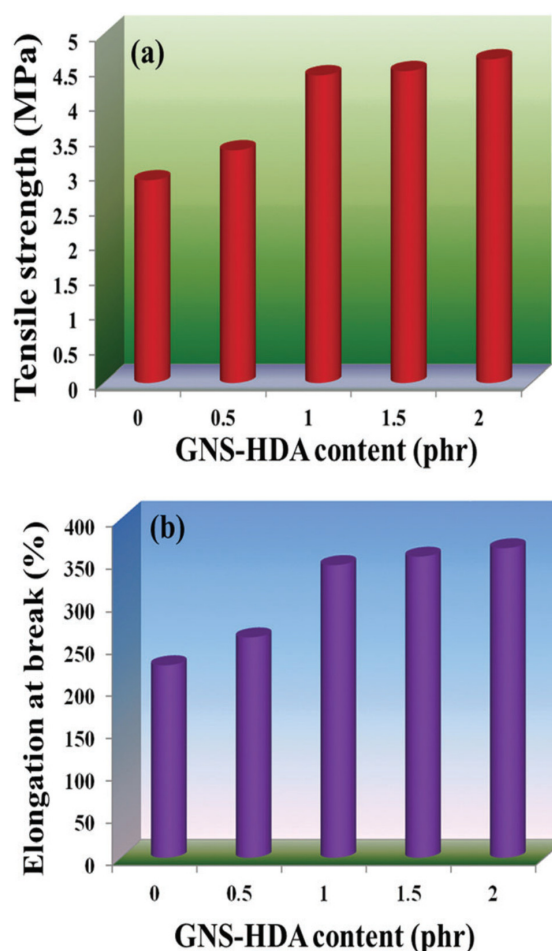 (a)
Tensile strength (MPa)
5
4.5
4
3.5
3
2.5
2
1.5
1
0.5
0
0 0.5 1 1.5 2
GNS-HDA content (phr)
(b)
Elongation at break (%)
400
350
300
250
200
150
100
50
0
0 0.5 1 1.5 2
GNS-HDA content (phr)